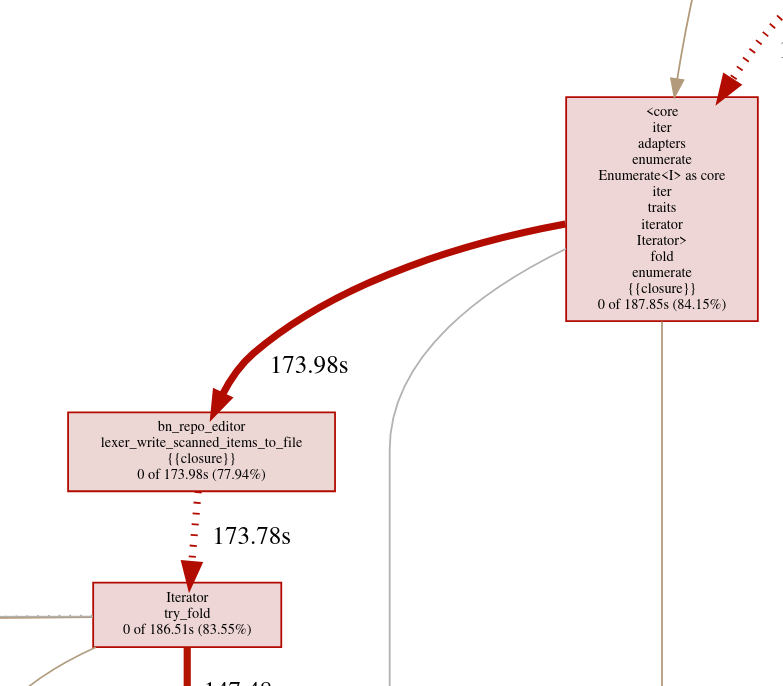 <core
iter
adapters
enumerate
Enumerate<I> as core
iter
traits
iterator
Iterator>
fold
enumerate
{{closure}}
0 of 187.85s (84.15%)
173.98s
bn_repo_editor
lexer_write_scanned_items_to_file
{{closure}}
0 of 173.98s (77.94%)
173.78s
Iterator
try_fold
0 of 186.51s (83.55%)